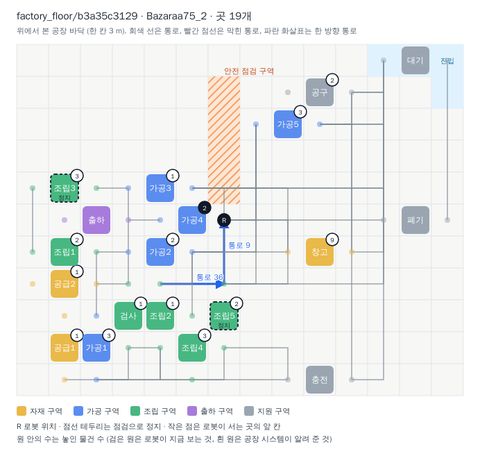 factory_floor/b3a35c3129 · Bazaraa75_2 · 곳 19개
위에서 본 공장 바닥 (한 칸 3 m). 회색 선은 통로, 빨간 점선은 막힌 통로, 파란 화살표는 한 방향 통로
대기
전립
안전 점검 구역
2
공구
3
가공5
3
조립3
정지
1
가공3
2
출하
가공4
R
폐기
2
조립1
2
가공2
통로 9
9
창고
1
공급2
통로 36
1
검사
1
조립2
2
조립5
정지
1
공급1
3
가공1
3
조립4
충전
자재 구역
가공 구역
조립 구역
출하 구역
지원 구역
R 로봇 위치 · 점선 테두리는 점검으로 정지 · 작은 점은 로봇이 서는 곳의 앞 칸
원 안의 수는 놓인 물건 수 (검은 원은 로봇이 지금 보는 것, 흰 원은 공장 시스템이 알려 준 것)